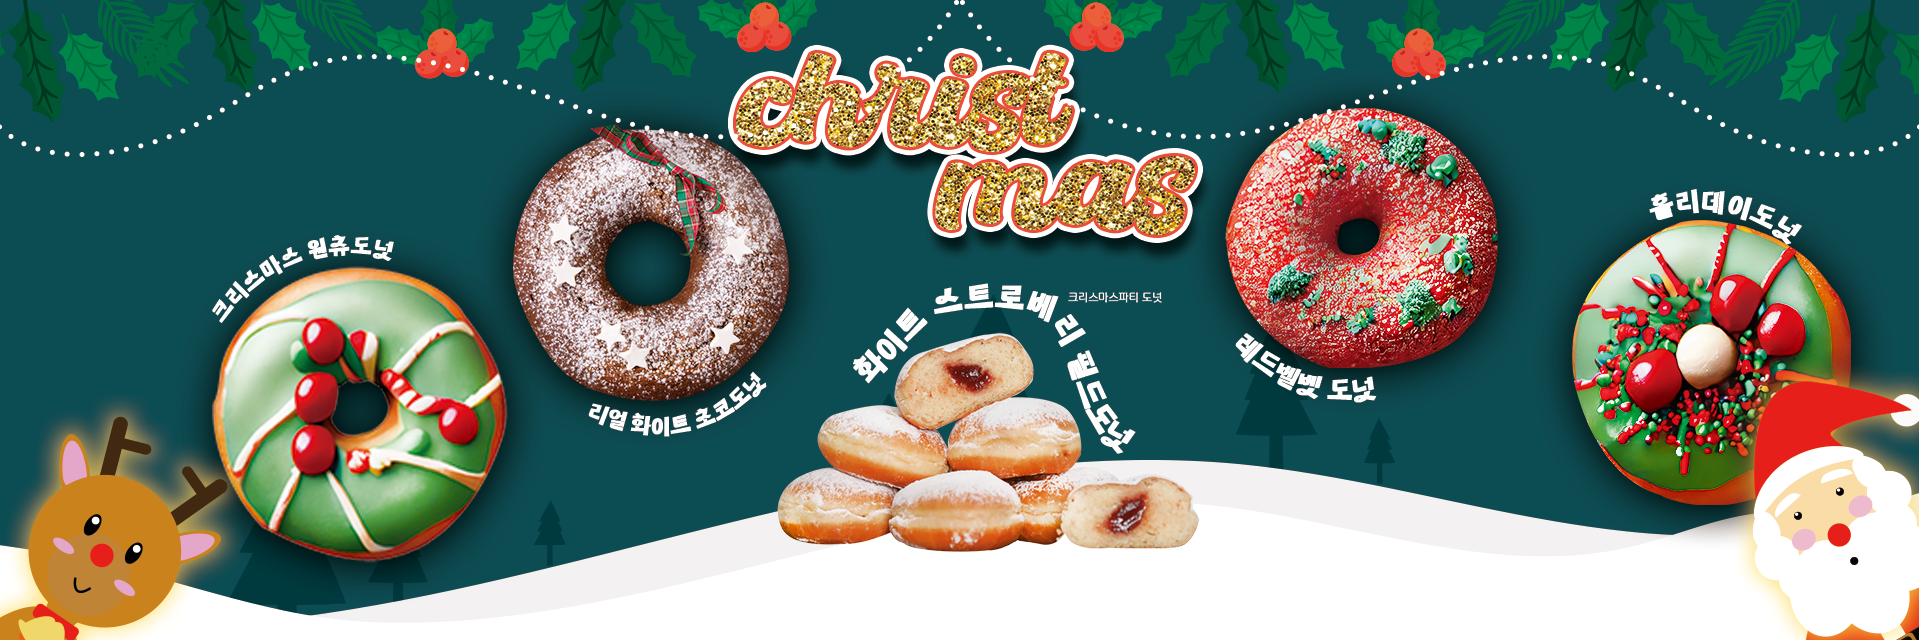 christ
mas
크리스마스 원츄도넛
리얼 화이트 초코도넛
화이트 스트로베리 필드도넛
크리스마스파티 도넛
레드벨벳 도넛
홀리데이도넛